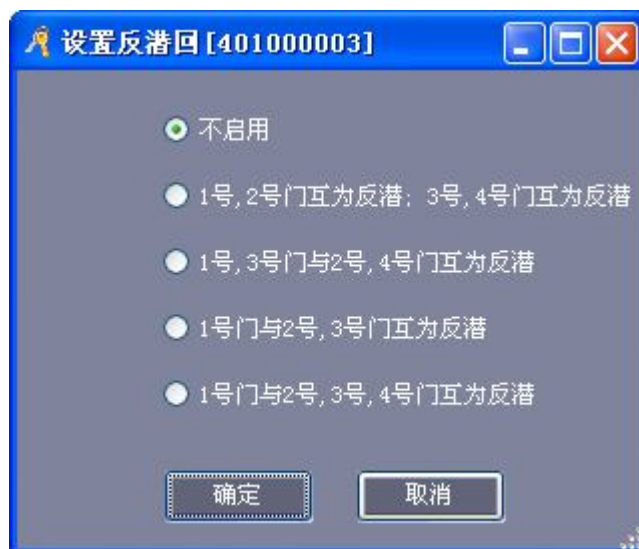 设置反潜回[401000003]
不启用
1号,2号门互为反潜; 3号,4号门互为反潜
1号,3号门与2号,4号门互为反潜
1号门与2号,3号门互为反潜
1号门与2号,3号,4号门互为反潜
确定 取消